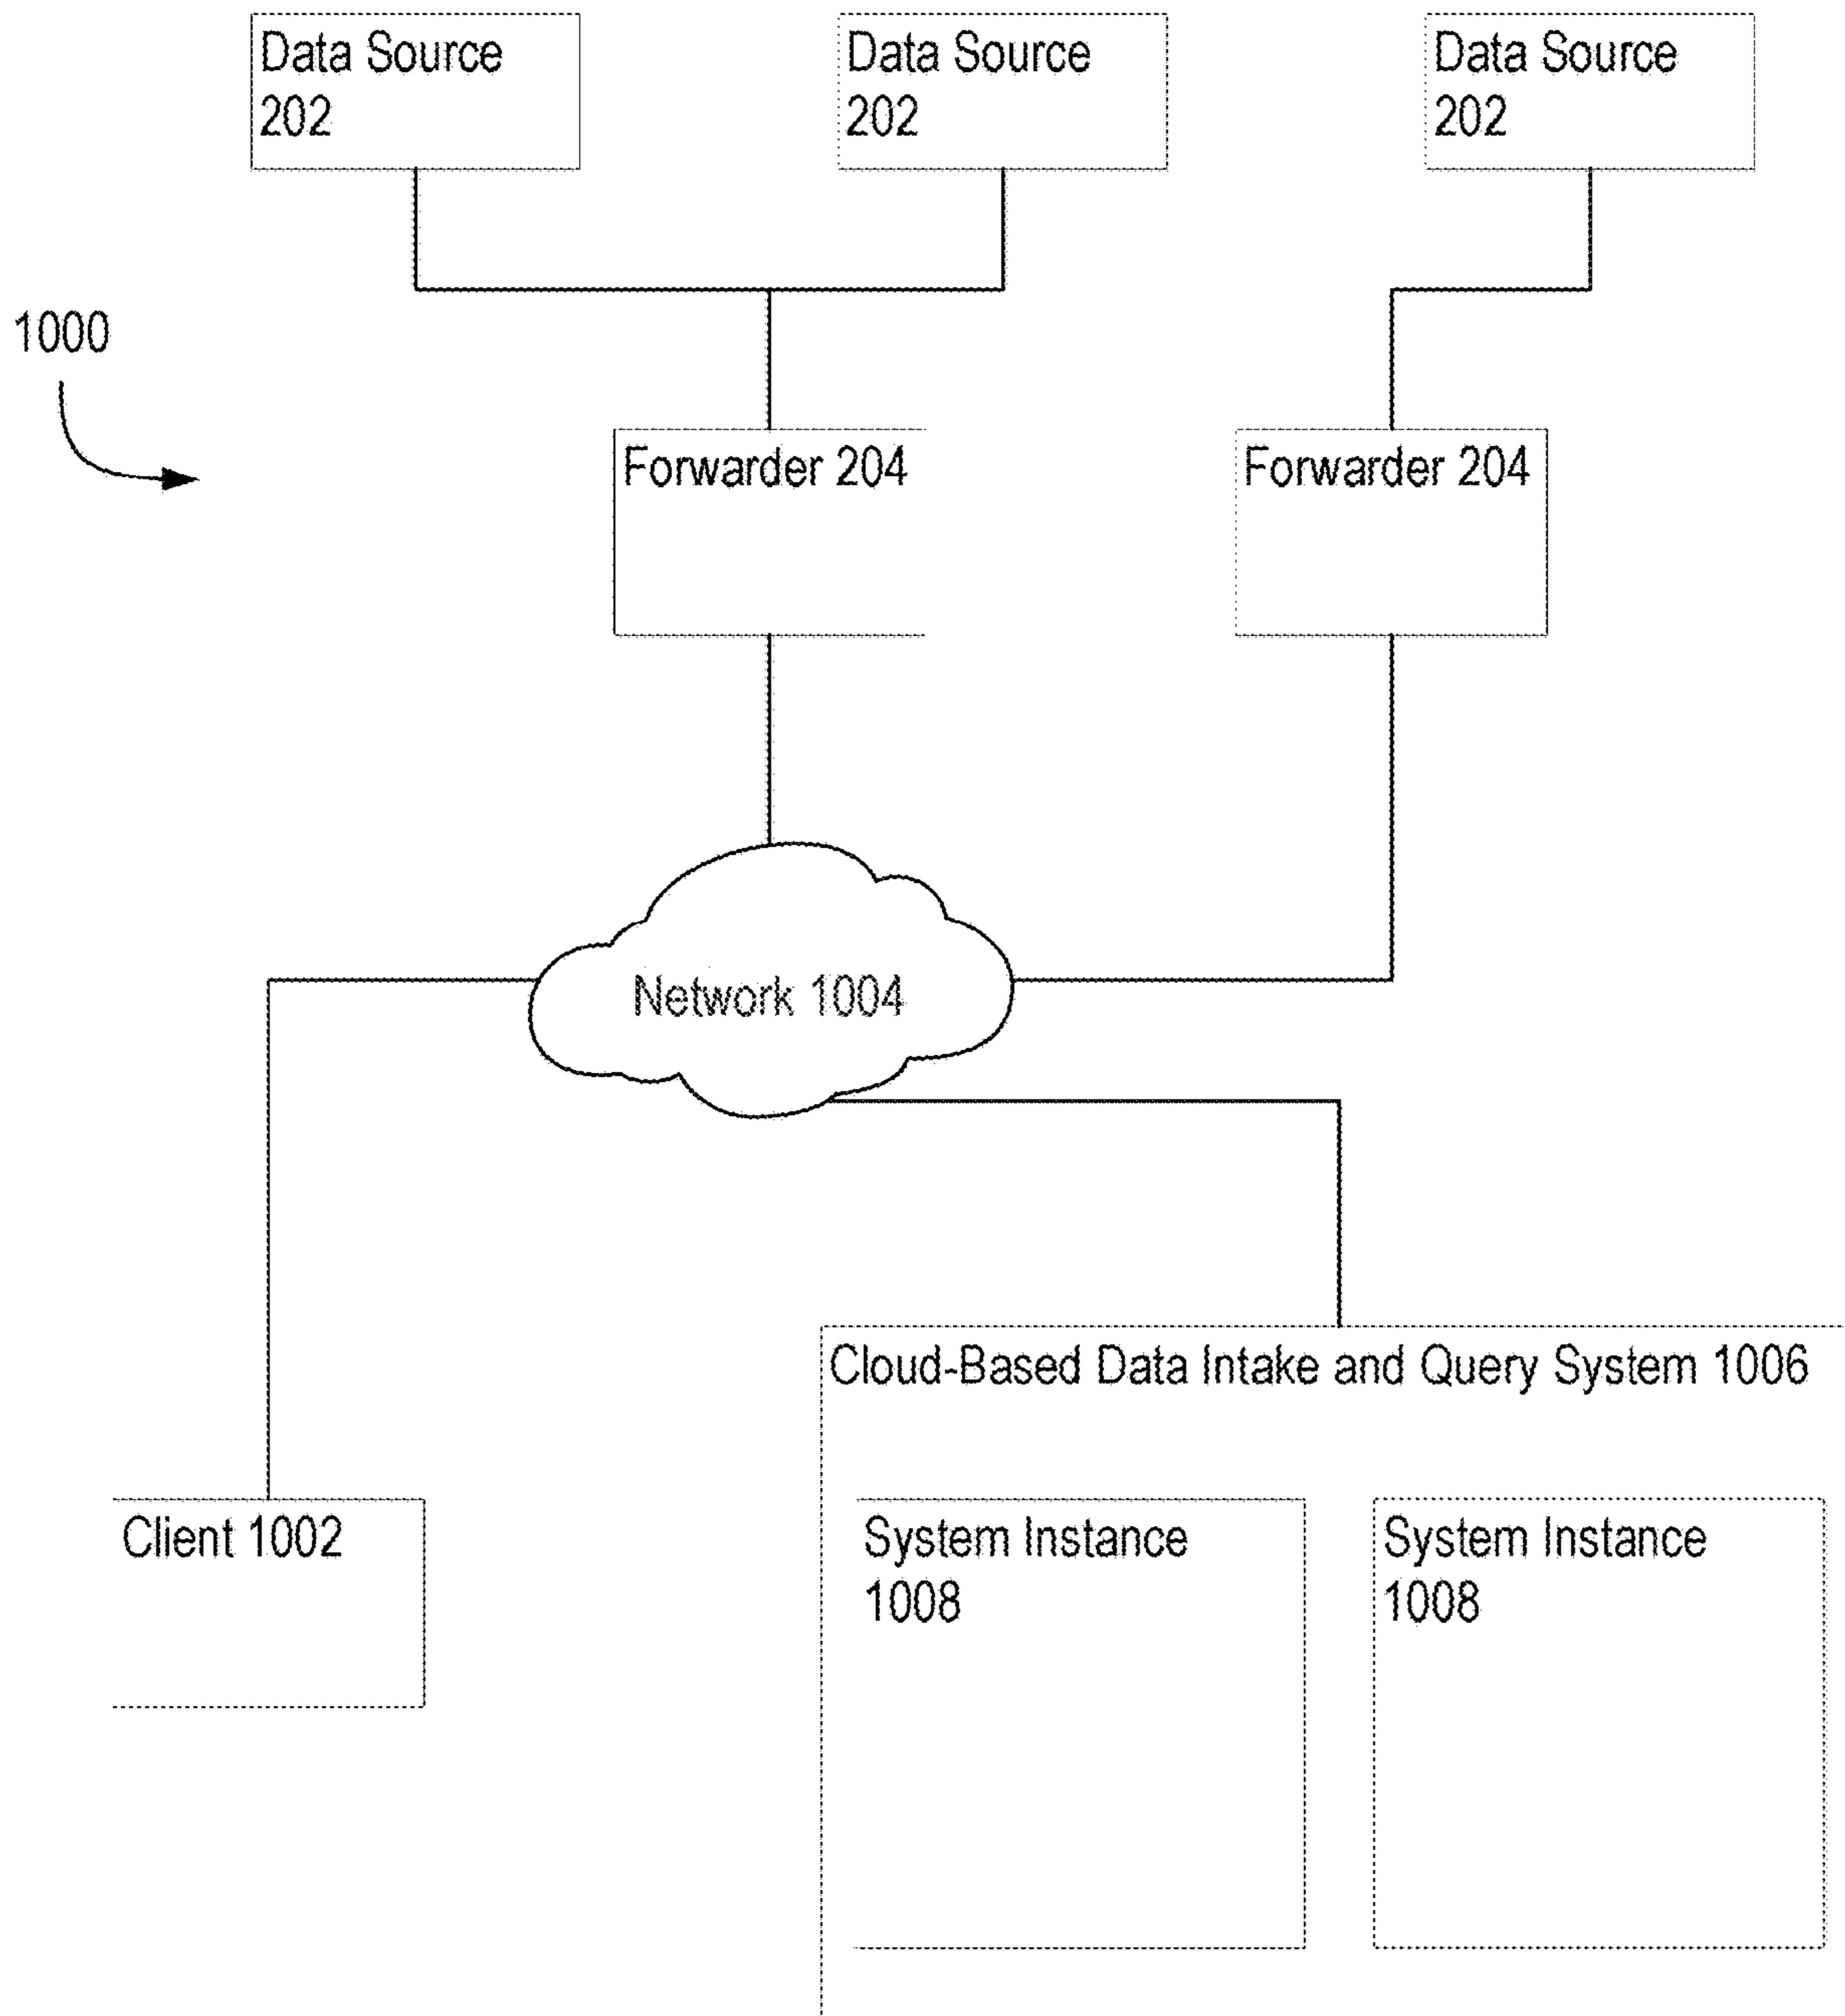 Data Source
202
Data Source
202
Data Source
202
1000
Forwarder 204
Forwarder 204
Network 1004
Cloud-Based Data Intake and Query System 1006
Client 1002
System Instance
1008
System Instance
1008